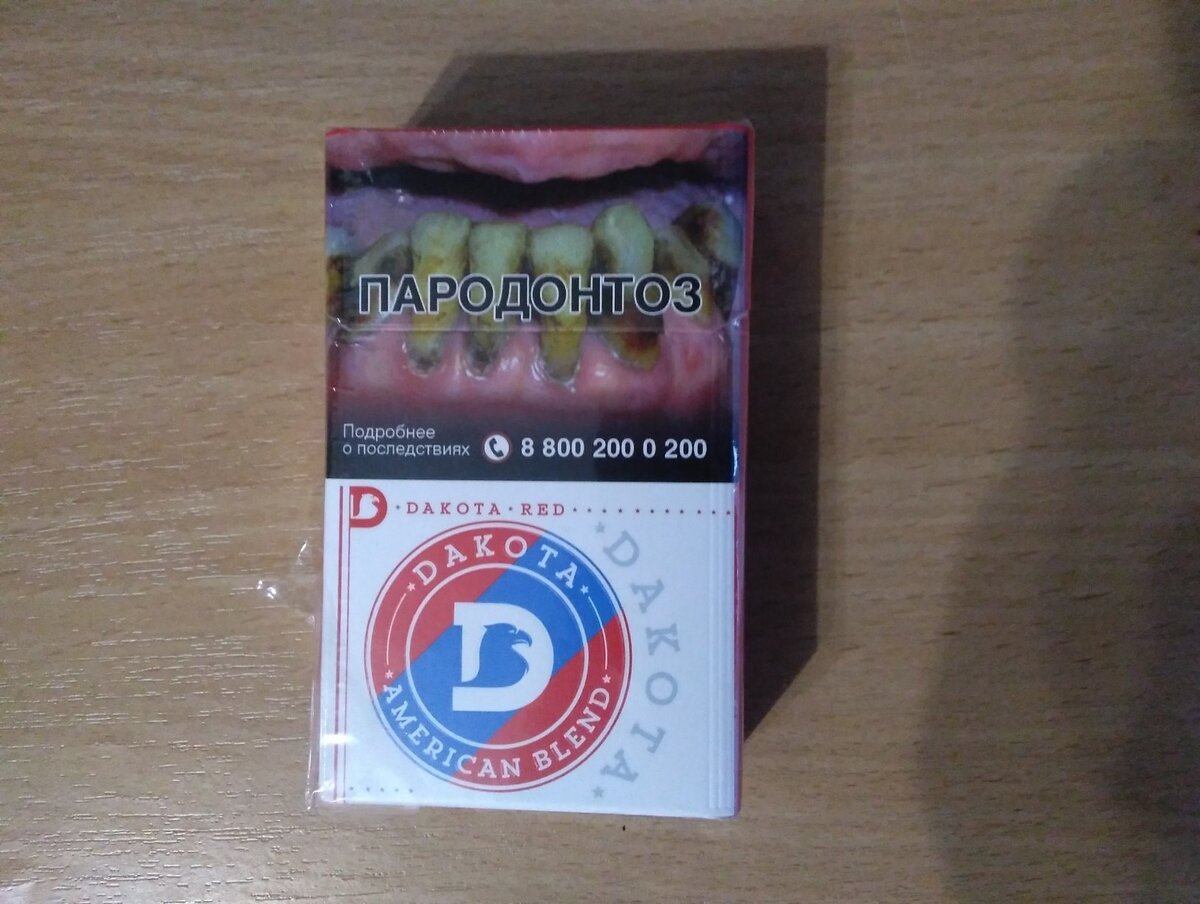 ПАРОДОНТОЗ
Подробнее
о последствиях 8 800 200 0 200
D · DAKOTA · RED
DAKOTA
D
AMERICAN BLEND
DAKOTA